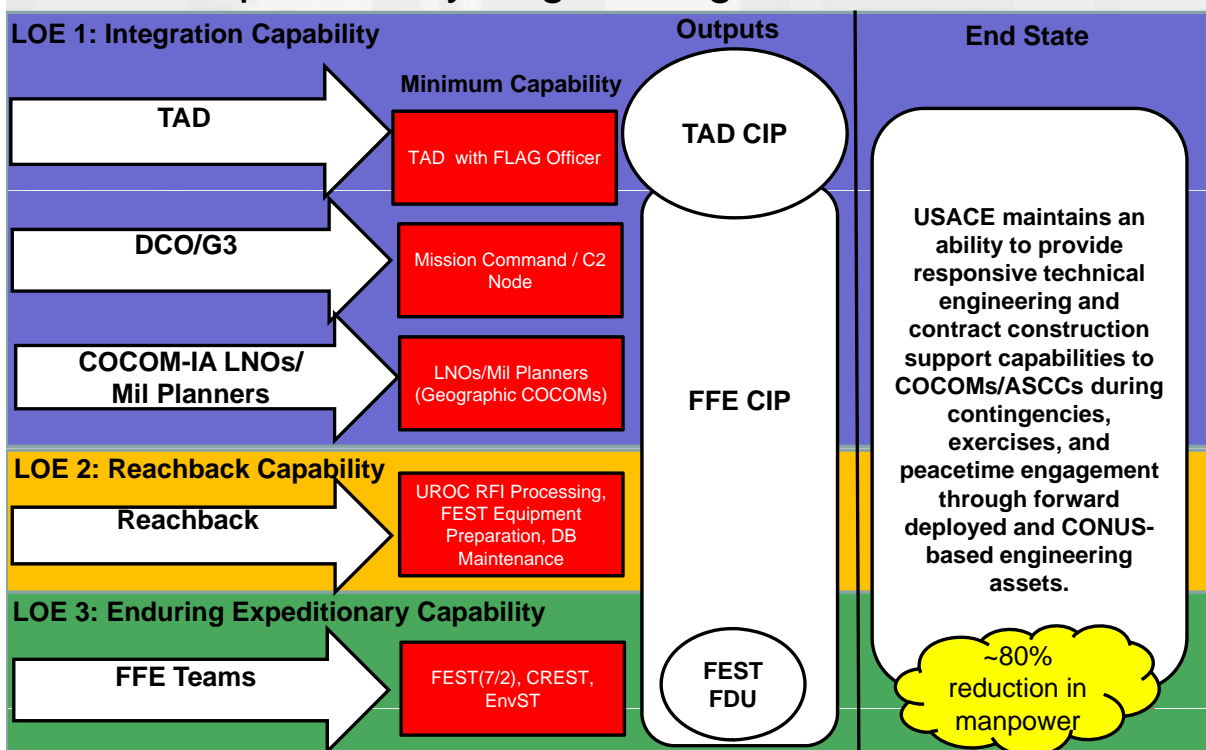 LOE 1: Integration Capability
Outputs
End State
Minimum Capability
TAD
TAD with FLAG Officer
TAD CIP
DCO/G3
Mission Command / C2
Node
COCOM-IA LNOs/
Mil Planners
LNOs/Mil Planners
(Geographic COCOMs)
FFE CIP
USACE maintains an
ability to provide
responsive technical
engineering and
contract construction
support capabilities to
COCOMs/ASCCs during
contingencies,
exercises, and
peacetime engagement
through forward
deployed and CONUS-
based engineering
assets.
LOE 2: Reachback Capability
Reachback
UROC RFI Processing,
FEST Equipment
Preparation, DB
Maintenance
LOE 3: Enduring Expeditionary Capability
FFE Teams
FEST(7/2), CREST,
EnvST
FEST
FDU
~80%
reduction in
manpower